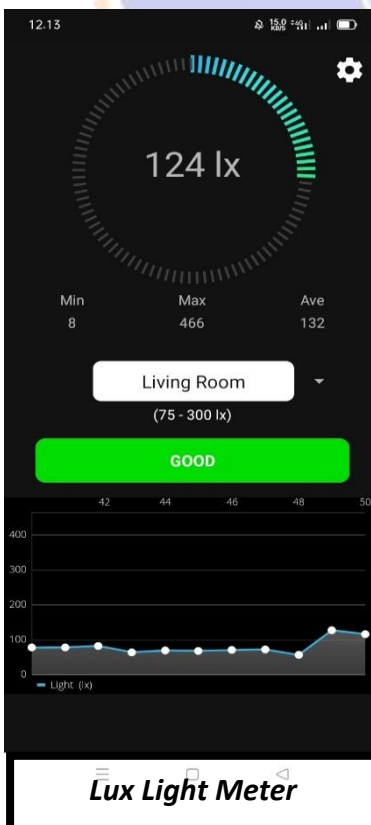 12.13 15.0 KB/S 4G
124 lx
Min Max Ave
8 466 132
Living Room
(75 - 300 lx)
GOOD
42 44 46 48 50
400
300
200
100
0
Light (lx)
Lux Light Meter